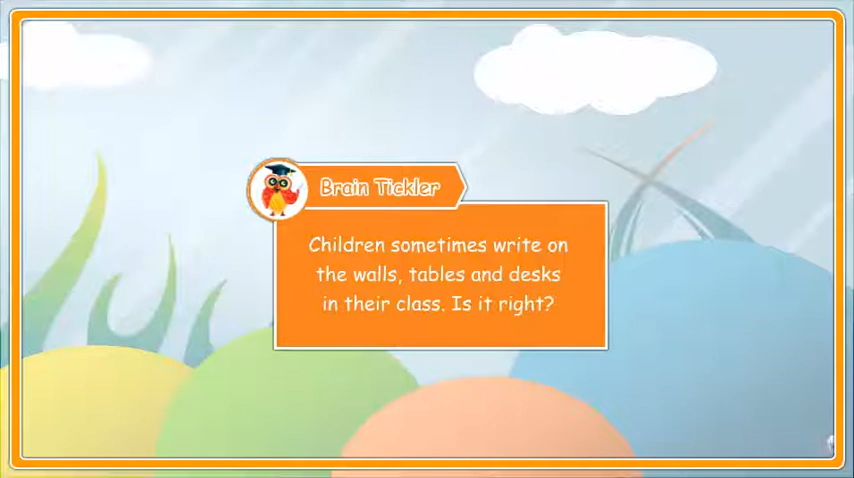 Brain Tickler
Children sometimes write on
the walls, tables and desks
in their class. Is it right?